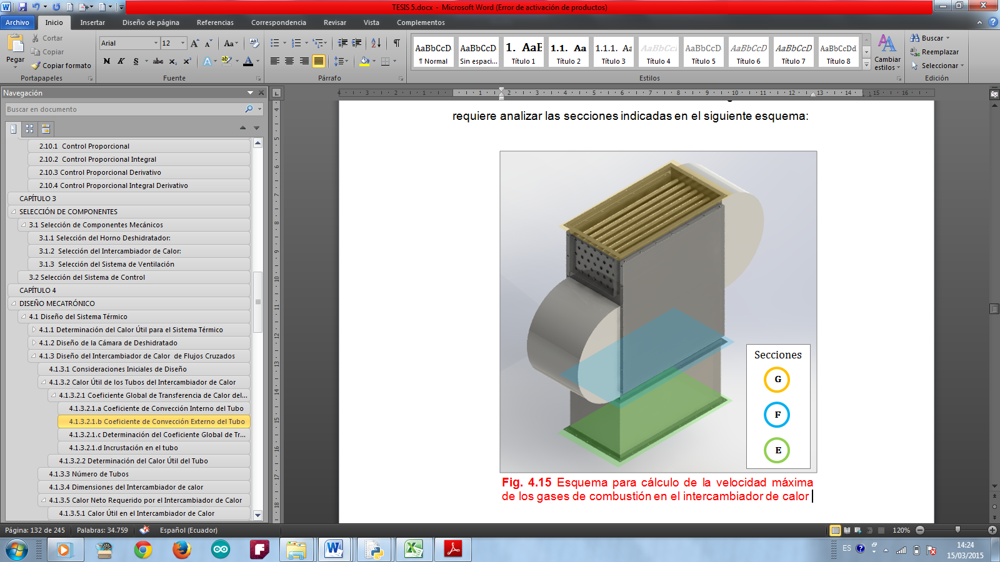 TESIS 5.docx - Microsoft Word (Error de activación de productos)
Archivo Inicio Insertar Diseño de página Referencias Correspondencia Revisar Vista Complementos
Pegar
Cortar
Copiar
Copiar formato
Portapapeles
Arial 12
N K S abc x₂ x²
Fuente
Párrafo
AaBbCcD AaBbCcD 1. AaB 1.1. Aa 1.1.1. Aa AaBbCcI AaBbCcD AaBbCcD AaBbCcD AaBbCcDd
¶ Normal Sin espaci... Título 1 Título 2 Título 3 Título 4 Título 5 Título 6 Título 7 Título 8
Estilos
Cambiar estilos
Buscar
Reemplazar
Seleccionar
Edición
Navegación
Buscar en documento
2.10.1 Control Proporcional
2.10.2 Control Proporcional Integral
2.10.3 Control Proporcional Derivativo
2.10.4 Control Proporcional Integral Derivativo
CAPÍTULO 3
SELECCIÓN DE COMPONENTES
3.1 Selección de Componentes Mecánicos
3.1.1 Selección del Horno Deshidratador:
3.1.2 Selección del Intercambiador de Calor:
3.1.3 Selección del Sistema de Ventilación
3.2 Selección del Sistema de Control
CAPÍTULO 4
DISEÑO MECATRÓNICO
4.1 Diseño del Sistema Térmico
4.1.1 Determinación del Calor Útil para el Sistema Térmico
4.1.2 Diseño de la Cámara de Deshidratado
4.1.3 Diseño del Intercambiador de Calor de Flujos Cruzados
4.1.3.1 Consideraciones Iniciales de Diseño
4.1.3.2 Calor Útil de los Tubos del Intercambiador de Calor
4.1.3.2.1 Coeficiente Global de Transferencia de Calor del...
4.1.3.2.1.a Coeficiente de Convección Interno del Tubo
4.1.3.2.1.b Coeficiente de Convección Externo del Tubo
4.1.3.2.1.c Determinación del Coeficiente Global de Tr...
4.1.3.2.1.d Incrustación en el tubo
4.1.3.2.2 Determinación del Calor Útil del Tubo
4.1.3.3 Número de Tubos
4.1.3.4 Dimensiones del Intercambiador de calor
4.1.3.5 Calor Neto Requerido por el Intercambiador de Calor
4.1.3.5.1 Calor Útil en el Intercambiador de Calor
requiere analizar las secciones indicadas en el siguiente esquema:
Secciones
G
F
E
Fig. 4.15 Esquema para cálculo de la velocidad máxima
de los gases de combustión en el intercambiador de calor
Página: 132 de 245 Palabras: 34.759 Español (Ecuador) 120%
ES 14:24
15/03/2015